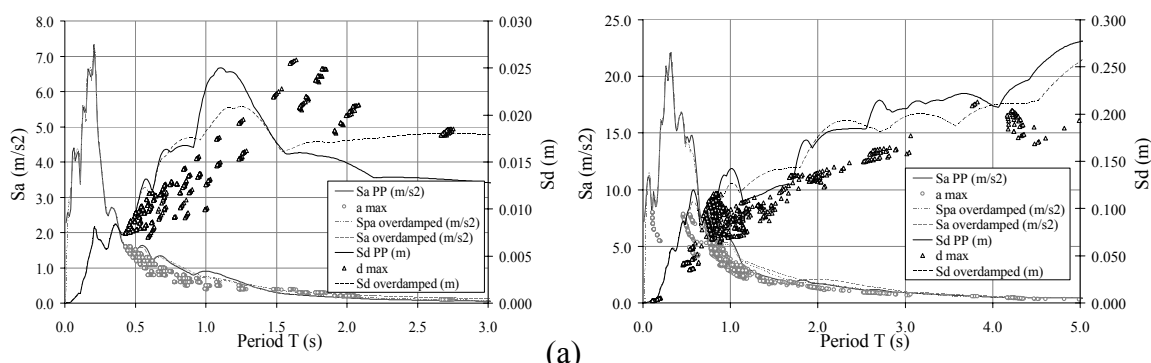 8.0
7.0
6.0
5.0
4.0
3.0
2.0
1.0
0.0
Sa (m/s2)
0.030
0.025
0.020
0.015
0.010
0.005
0.000
Sd (m)
0.0 0.5 1.0 1.5 2.0 2.5 3.0
Period T (s)
Sa PP (m/s2)
a max
Spa overdamped (m/s2)
Sa overdamped (m/s2)
Sd PP (m)
d max
Sd overdamped (m)
25.0
20.0
15.0
10.0
5.0
0.0
Sa (m/s2)
0.300
0.250
0.200
0.150
0.100
0.050
0.000
Sd (m)
0.0 1.0 2.0 3.0 4.0 5.0
Period T (s)
Sa PP (m/s2)
a max
Spa overdamped (m/s2)
Sa overdamped (m/s2)
Sd PP (m)
d max
Sd overdamped (m)
(a)